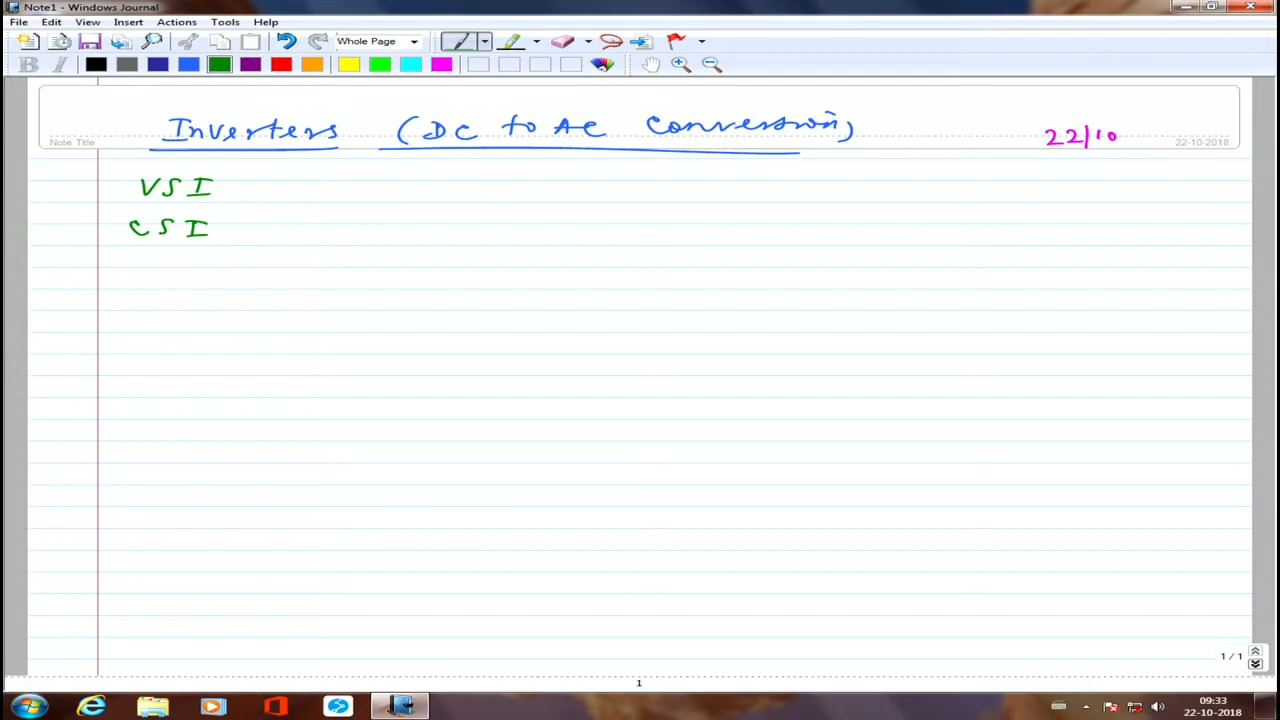 Note1 - Windows Journal
File Edit View Insert Actions Tools Help
Whole Page
B I
Inverters (DC to AC conversion)
22/10
Note Title
22-10-2018
VSI
CSI
1 / 1
1
09:33
22-10-2018